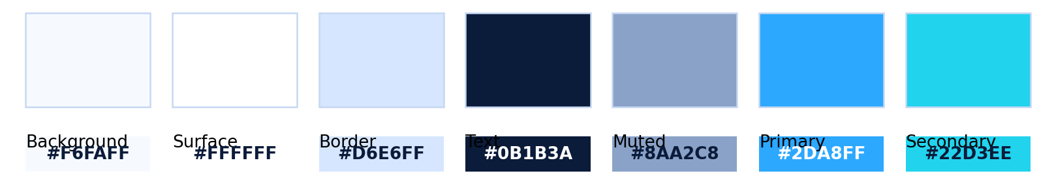 Background Surface Border Text Muted Primary Secondary
#F6FAFF #FFFFFF #D6E6FF #0B1B3A #8AA2C8 #2DA8FF #22D3EE